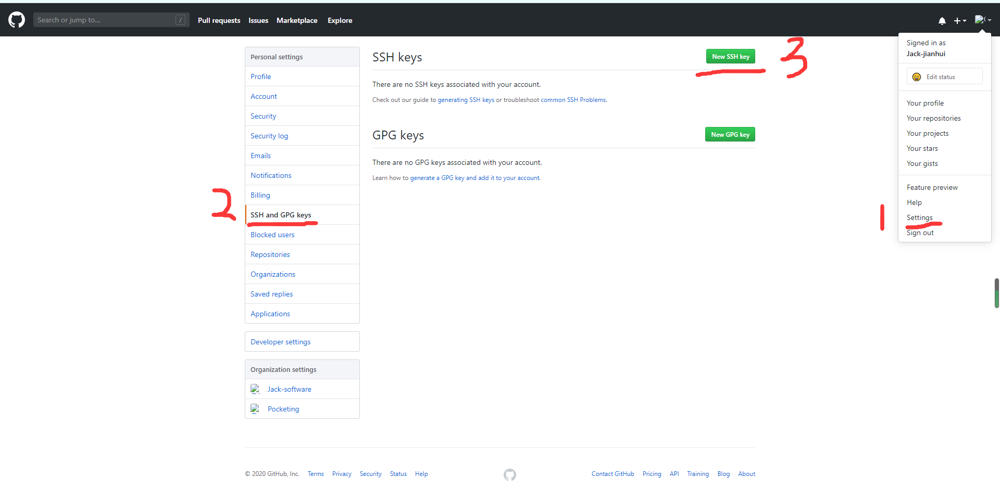 Search or jump to...
/
Pull requests Issues Marketplace Explore
Signed in as
Jack-jianhui
Edit status
Your profile
Your repositories
Your projects
Your stars
Your gists
Feature preview
Help
1
Settings
Sign out
Personal settings
Profile
Account
Security
Security log
Emails
Notifications
Billing
2
SSH and GPG keys
Blocked users
Repositories
Organizations
Saved replies
Applications
Developer settings
Organization settings
Jack-software
Pocketing
SSH keys
New SSH key
3
There are no SSH keys associated with your account.
Check out our guide to generating SSH keys or troubleshoot common SSH Problems.
GPG keys
New GPG key
There are no GPG keys associated with your account.
Learn how to generate a GPG key and add it to your account.
© 2020 GitHub, Inc. Terms Privacy Security Status Help
Contact GitHub Pricing API Training Blog About